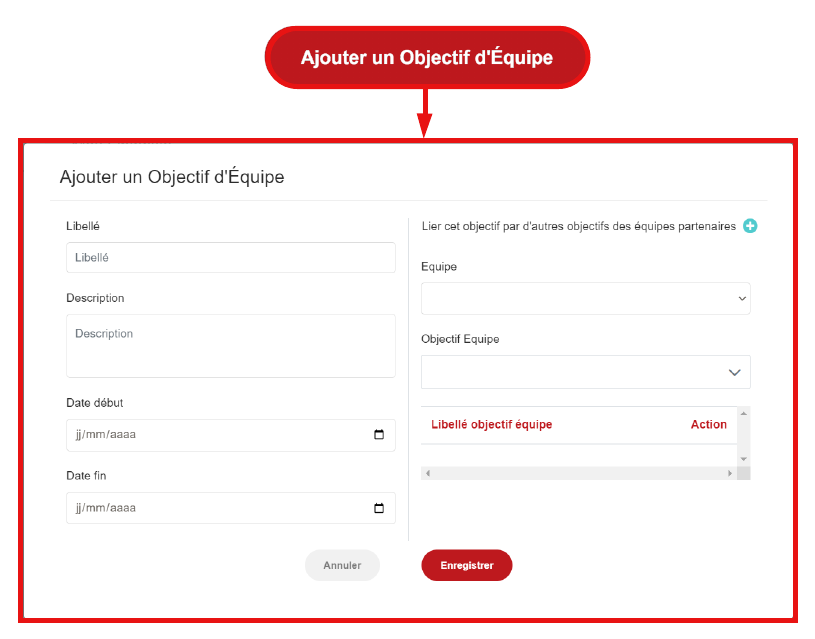 Ajouter un Objectif d'Équipe
Ajouter un Objectif d'Équipe
Libellé
Libellé
Description
Description
Date début
jj/mm/aaaa
Date fin
jj/mm/aaaa
Lier cet objectif par d'autres objectifs des équipes partenaires
Equipe
Objectif Equipe
Libellé objectif équipe Action
Annuler Enregistrer